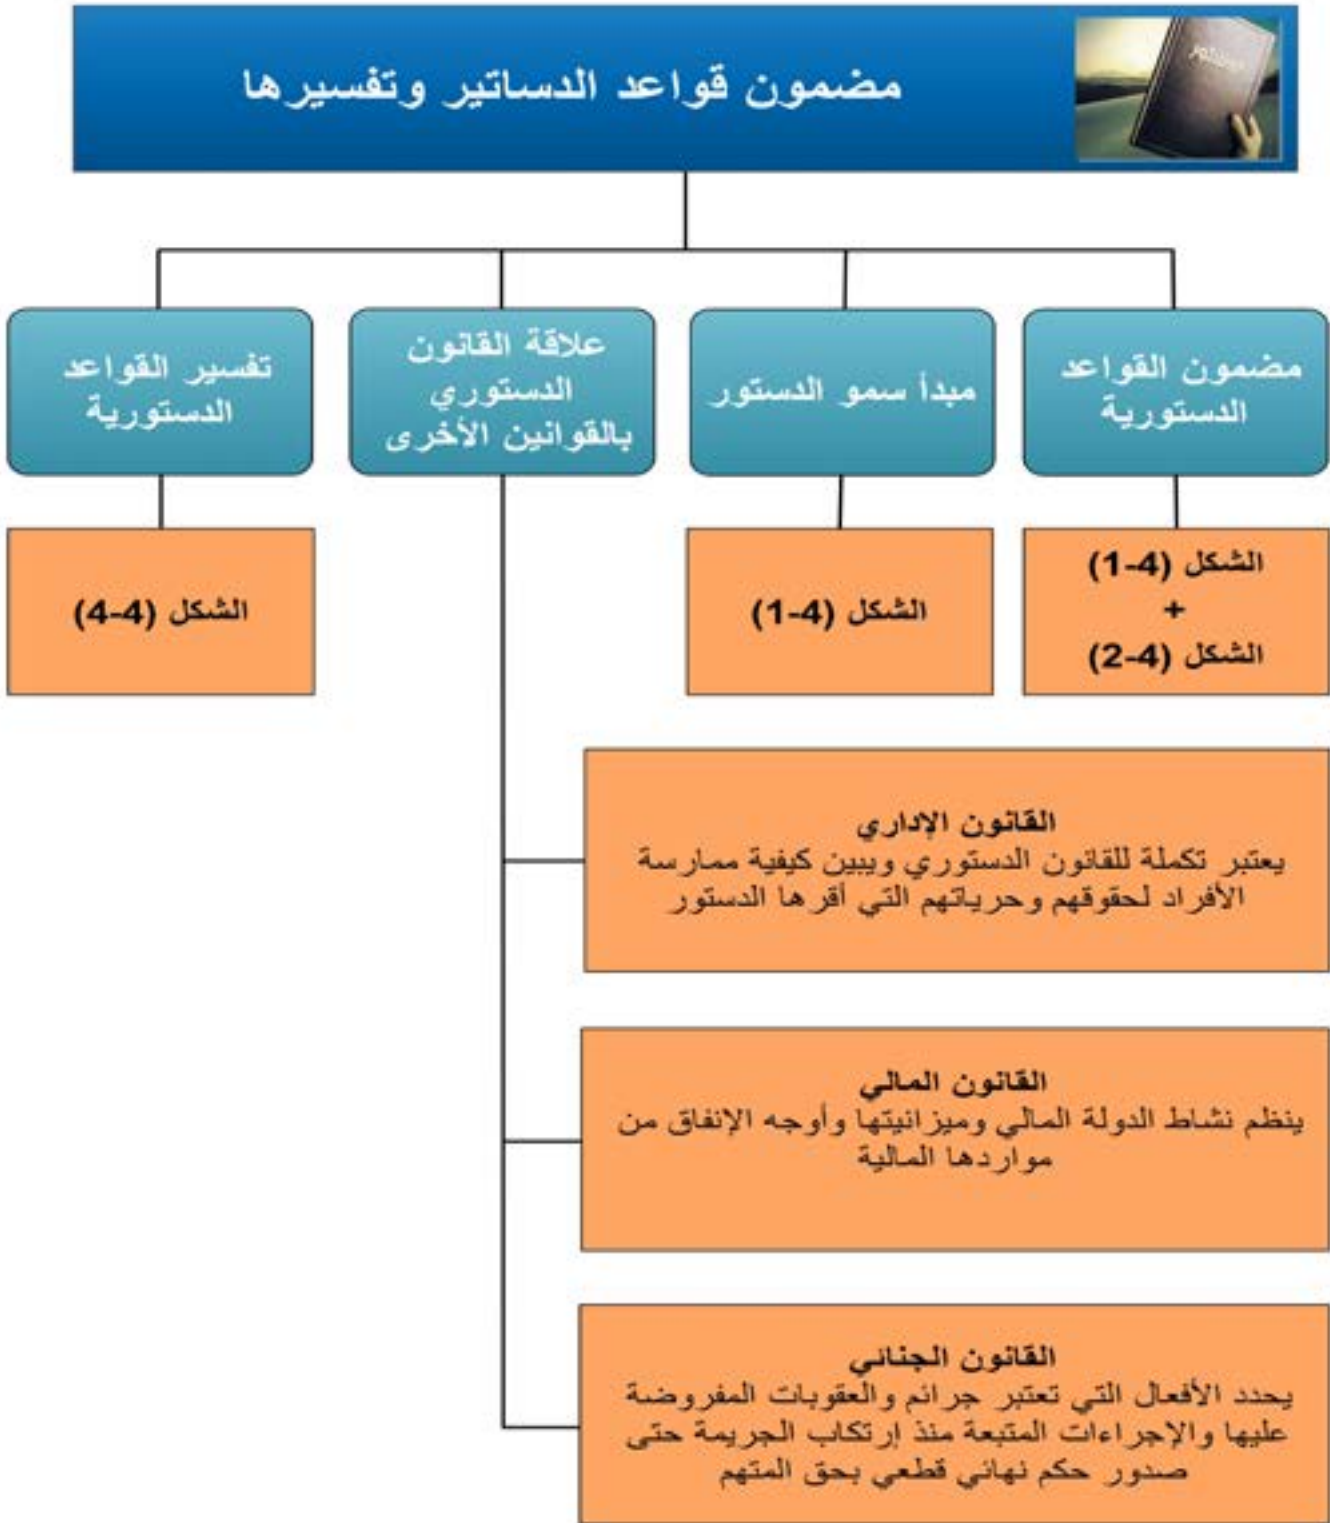 مضمون قواعد الدساتير وتفسيرها
الدستور
مضمون القواعد
الدستورية
مبدأ سمو الدستور
علاقة القانون
الدستوري
بالقوانين الأخرى
تفسير القواعد
الدستورية
الشكل (4-1)
+
الشكل (4-2)
الشكل (4-1)
الشكل (4-4)
القانون الإداري
يعتبر تكملة للقانون الدستوري ويبين كيفية ممارسة
الأفراد لحقوقهم وحرياتهم التي أقرها الدستور
القانون المالي
ينظم نشاط الدولة المالي وميزانيتها وأوجه الإنفاق من
مواردها المالية
القانون الجنائي
يحدد الأفعال التي تعتبر جرائم والعقوبات المفروضة
عليها والإجراءات المتبعة منذ إرتكاب الجريمة حتى
صدور حكم نهائي قطعي بحق المتهم